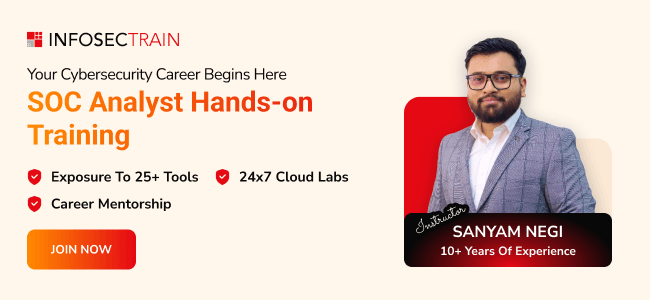 INFOSECTRAIN
Your Cybersecurity Career Begins Here
SOC Analyst Hands-on
Training
Exposure To 25+ Tools
24x7 Cloud Labs
Career Mentorship
JOIN NOW
Instructor
SANYAM NEGI
10+ Years Of Experience